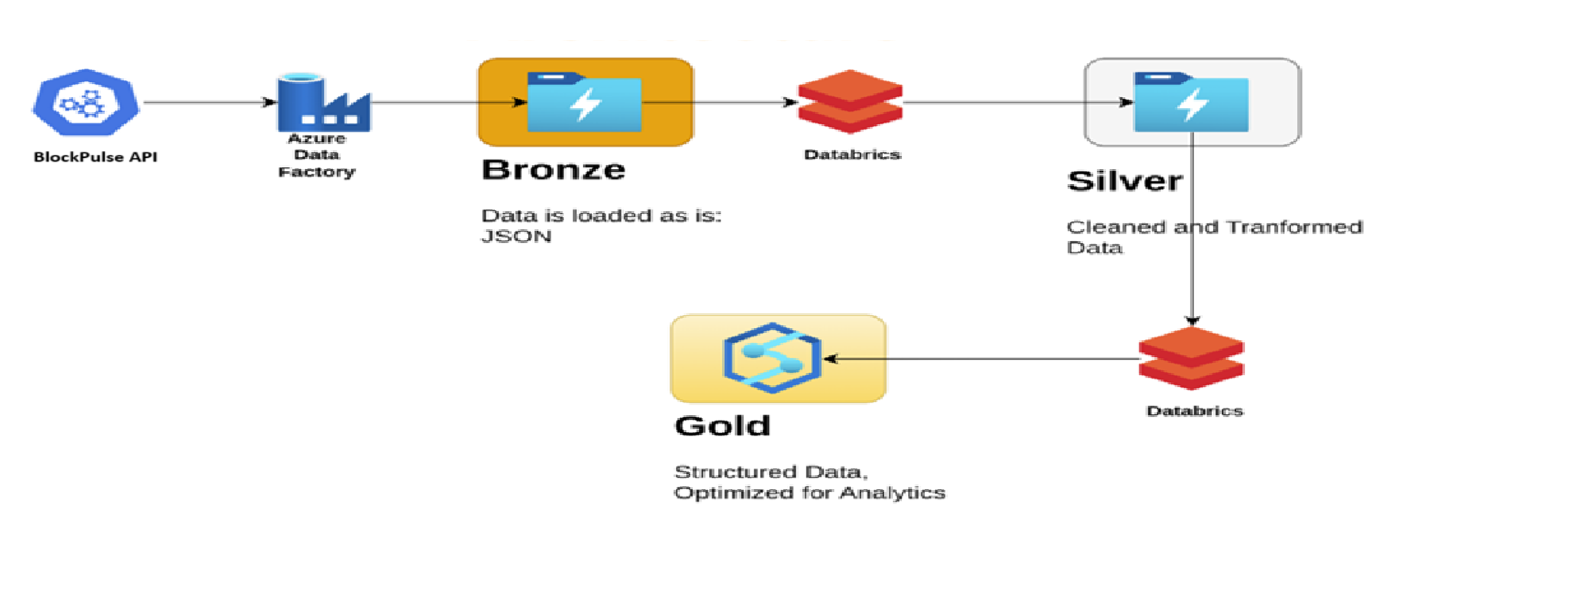 BlockPulse API
Azure
Data
Factory
Bronze
Data is loaded as is:
JSON
Databrics
Silver
Cleaned and Tranformed
Data
Databrics
Gold
Structured Data,
Optimized for Analytics